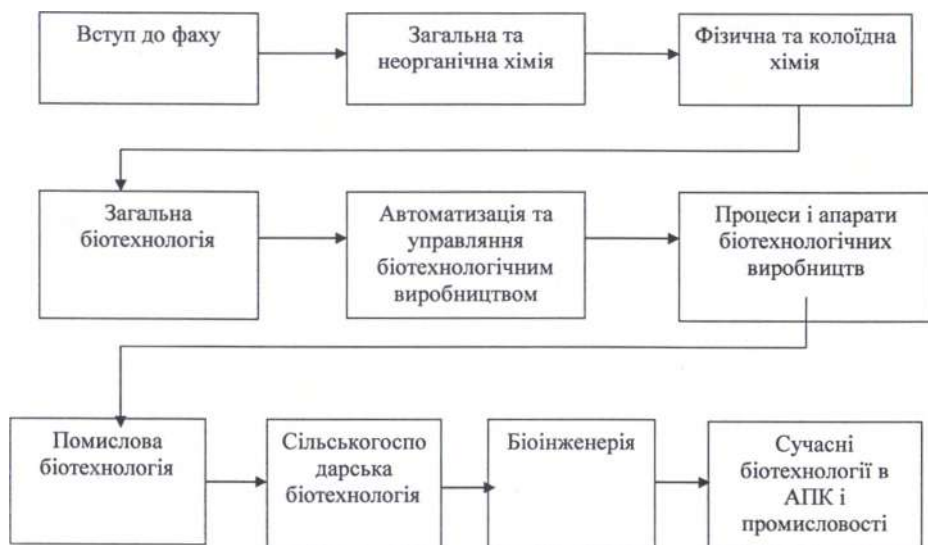 Вступ до фаху
Загальна та
неорганічна хімія
Фізична та колоїдна
хімія
Загальна
біотехнологія
Автоматизація та
управляння
біотехнологічним
виробництвом
Процеси і апарати
біотехнологічних
виробництв
Помислова
біотехнологія
Сільськогоспо
дарська
біотехнологія
Біоінженерія
Сучасні
біотехнології в
АПК і
промисловості